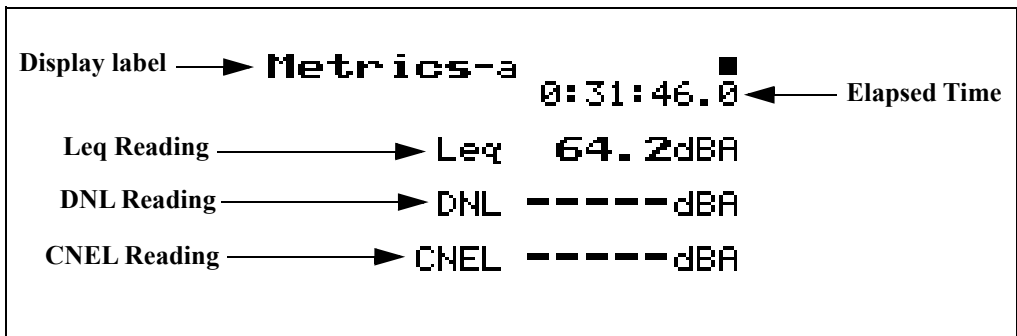 Display label Metrics-a
0:31:46.0 Elapsed Time
Leq Reading Leq 64.2dBA
DNL Reading DNL -----dBA
CNEL Reading CNEL -----dBA